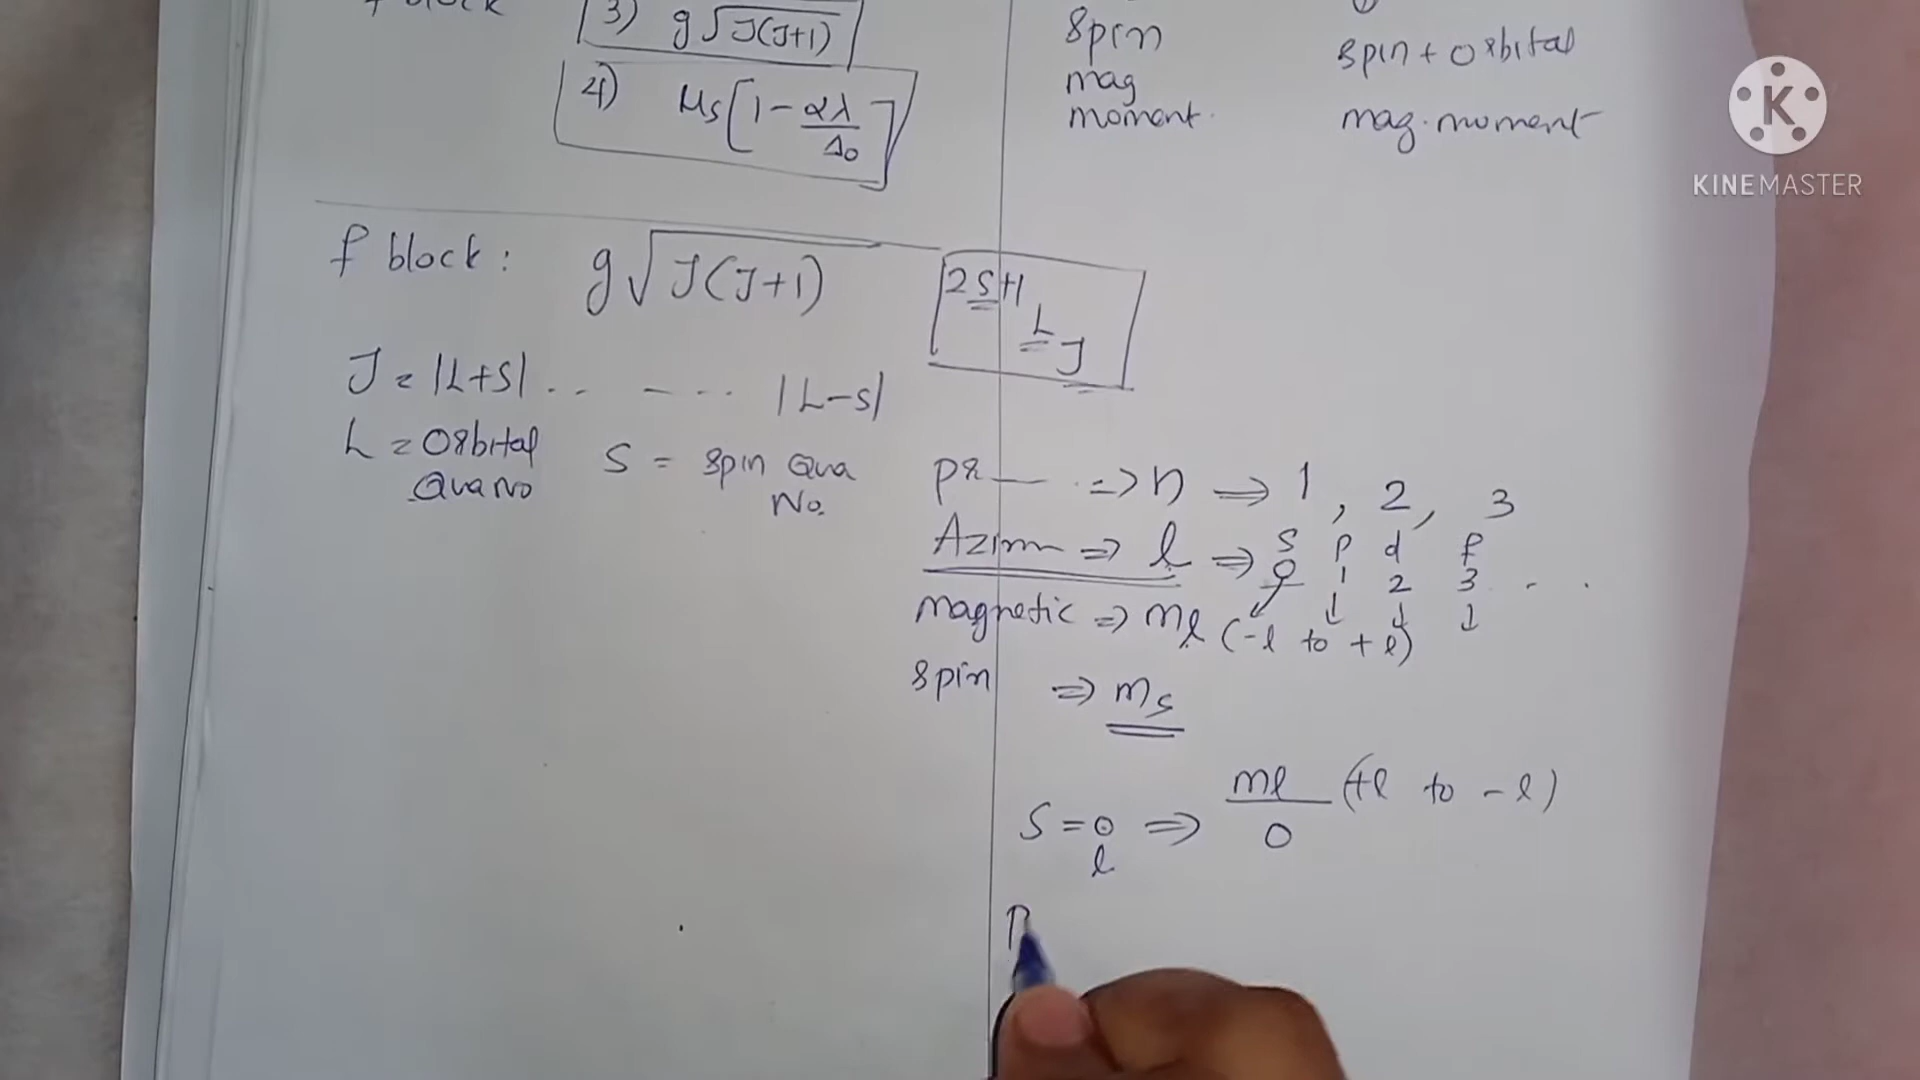 f block
3) g√J(J+1)
4) μs[1 - αλ/Δo]
spin
mag
moment.
spin + orbital
mag. moment
K
KINEMASTER
f block : g√J(J+1)
2S+1
L
J
J = |L+S| .. - - ... |L-S|
L = Orbital
Qua No
S = spin Qua
No.
pr— => n => 1, 2, 3
Azim— => l => s p d f
0 1 2 3 . .
magnetic => ml (-l to +l)
spin => ms
ml (+l to -l)
S = 0 => 0
l
P